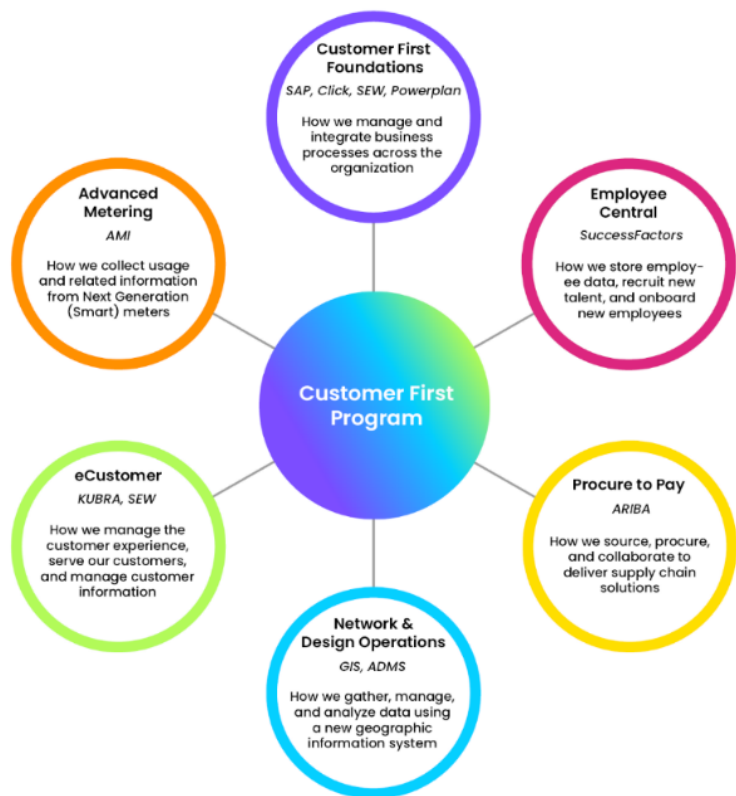 Customer First
Foundations
SAP, Click, SEW, Powerplan
How we manage and
integrate business
processes across the
organization
Advanced
Metering
AMI
How we collect usage
and related information
from Next Generation
(Smart) meters
Employee
Central
SuccessFactors
How we store employ-
ee data, recruit new
talent, and onboard
new employees
Customer First
Program
eCustomer
KUBRA, SEW
How we manage the
customer experience,
serve our customers,
and manage customer
information
Procure to Pay
ARIBA
How we source, procure,
and collaborate to
deliver supply chain
solutions
Network &
Design Operations
GIS, ADMS
How we gather, manage,
and analyze data using
a new geographic
information system